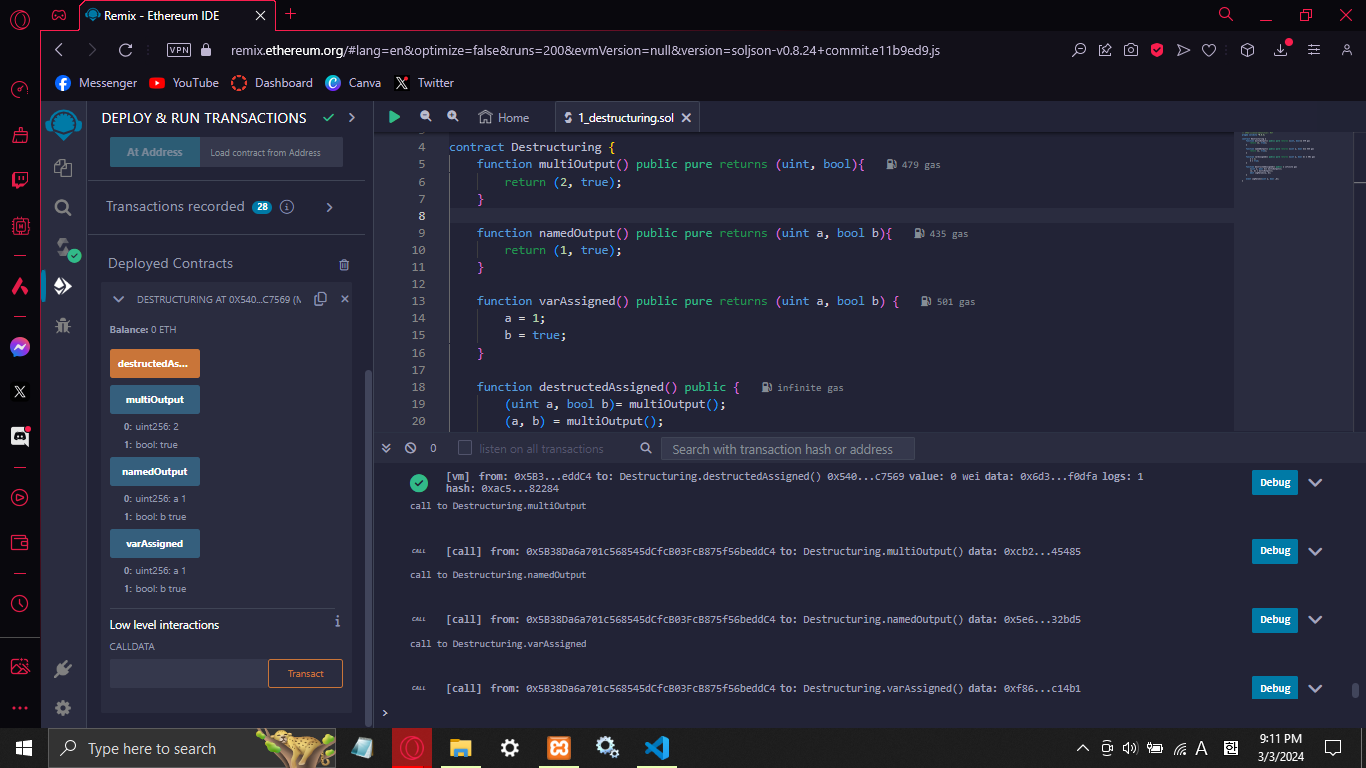 Remix - Ethereum IDE
VPN
remix.ethereum.org/#lang=en&optimize=false&runs=200&evmVersion=null&version=soljson-v0.8.24+commit.e11b9ed9.js
Messenger YouTube Dashboard Canva Twitter
DEPLOY & RUN TRANSACTIONS
At Address Load contract from Address
Transactions recorded 28
Deployed Contracts
DESTRUCTURING AT 0X540...C7569 (M
Balance: 0 ETH
destructedAs...
multiOutput
0: uint256: 2
1: bool: true
namedOutput
0: uint256: a 1
1: bool: b true
varAssigned
0: uint256: a 1
1: bool: b true
Low level interactions
CALLDATA
Transact
Home 1_destructuring.sol
4 contract Destructuring {
5 function multiOutput() public pure returns (uint, bool){ 479 gas
6 return (2, true);
7 }
8
9 function namedOutput() public pure returns (uint a, bool b){ 435 gas
10 return (1, true);
11 }
12
13 function varAssigned() public pure returns (uint a, bool b) { 501 gas
14 a = 1;
15 b = true;
16 }
17
18 function destructedAssigned() public { infinite gas
19 (uint a, bool b)= multiOutput();
20 (a, b) = multiOutput();
0 listen on all transactions Search with transaction hash or address
[vm] from: 0x5B3...eddC4 to: Destructuring.destructedAssigned() 0x540...c7569 value: 0 wei data: 0x6d3...f0dfa logs: 1
hash: 0xac5...82284
Debug
call to Destructuring.multiOutput
CALL [call] from: 0x5B38Da6a701c568545dCfcB03FcB875f56beddC4 to: Destructuring.multiOutput() data: 0xcb2...45485 Debug
call to Destructuring.namedOutput
CALL [call] from: 0x5B38Da6a701c568545dCfcB03FcB875f56beddC4 to: Destructuring.namedOutput() data: 0x5e6...32bd5 Debug
call to Destructuring.varAssigned
CALL [call] from: 0x5B38Da6a701c568545dCfcB03FcB875f56beddC4 to: Destructuring.varAssigned() data: 0xf86...c14b1 Debug
>
Type here to search
A
9:11 PM
3/3/2024